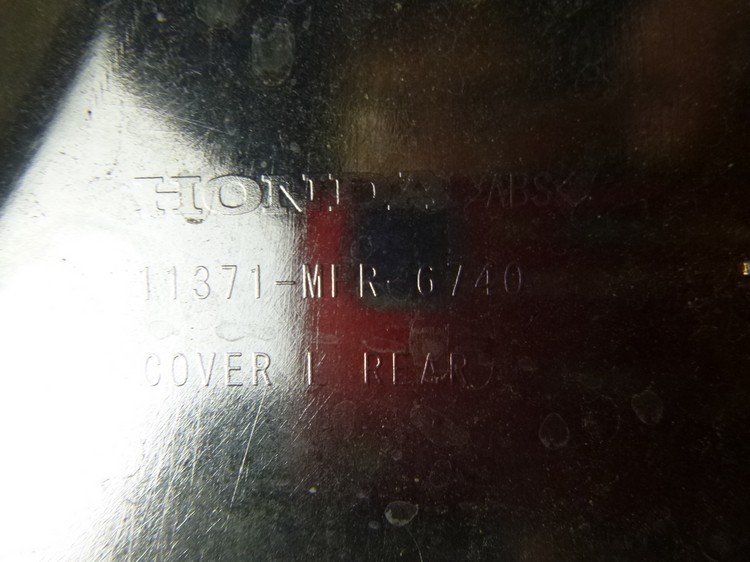 HONDA >ABS<
11371-MFR-6740
COVER L REAR